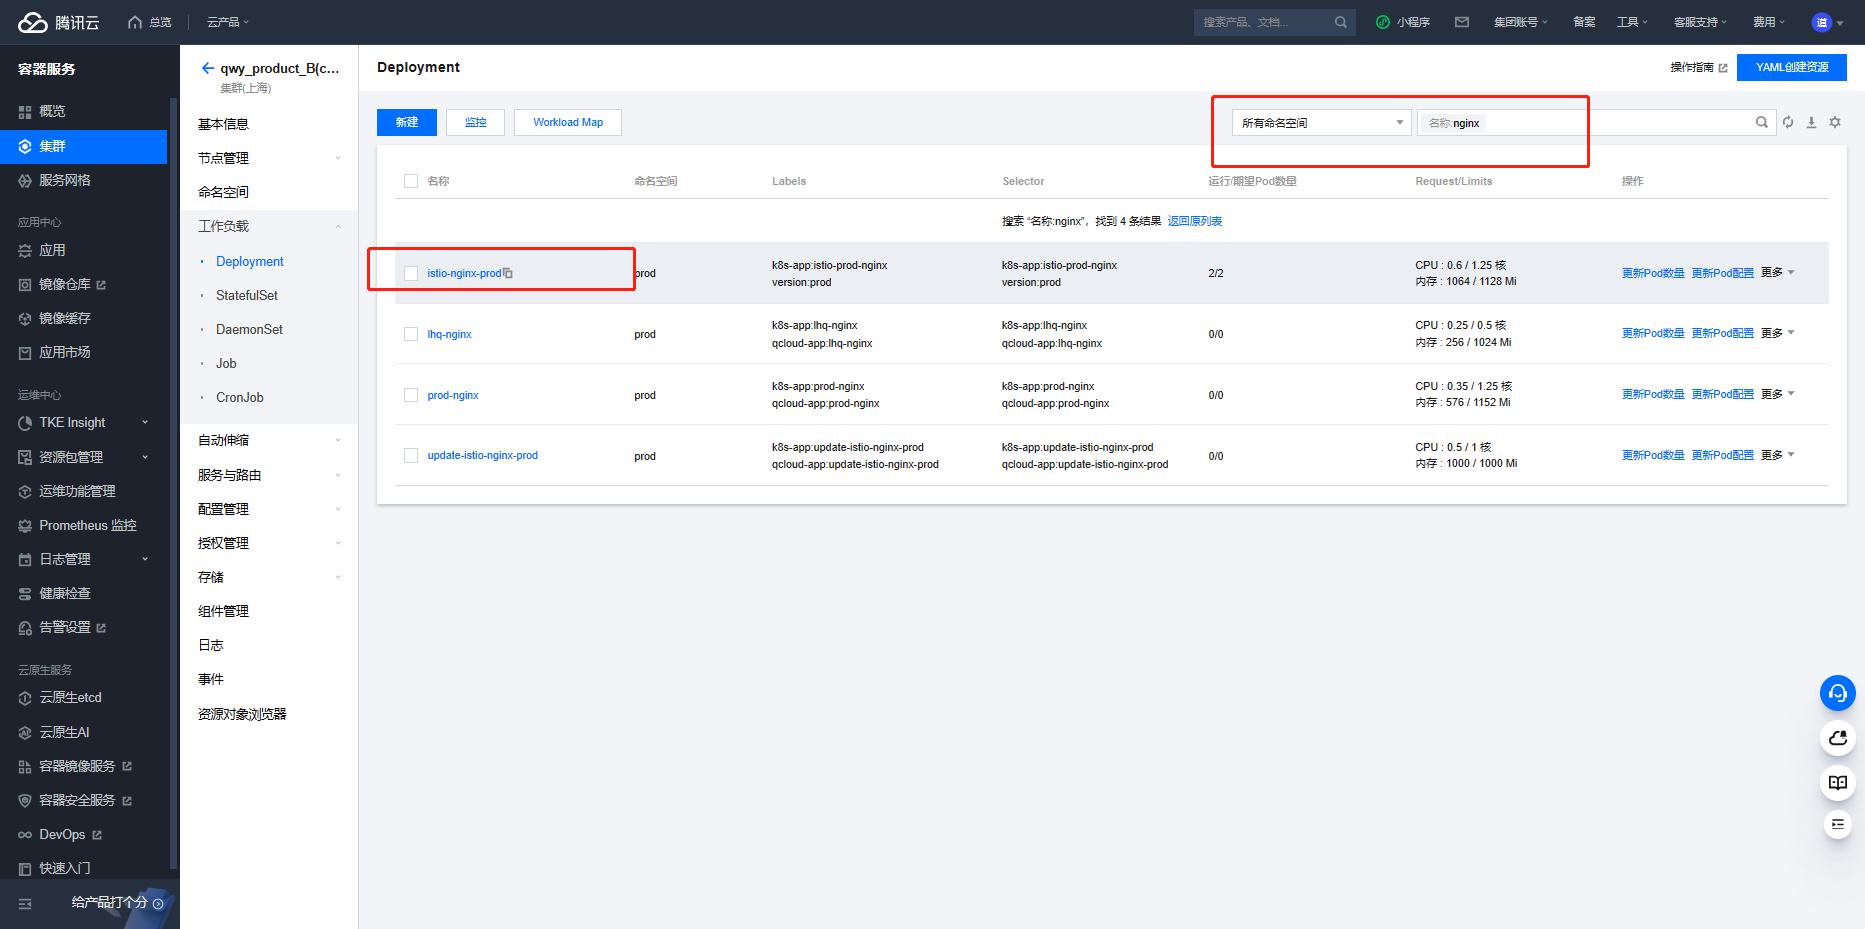 腾讯云
总览
云产品
搜索产品、文档...
小程序
集团账号
备案
工具
客服支持
费用
道
容器服务
概览
集群
服务网格
应用中心
应用
镜像仓库
镜像缓存
应用市场
运维中心
TKE Insight
资源包管理
运维功能管理
Prometheus 监控
日志管理
健康检查
告警设置
云原生服务
云原生etcd
云原生AI
容器镜像服务
容器安全服务
DevOps
快速入门
给产品打个分
qwy_product_B(c...
集群(上海)
基本信息
节点管理
命名空间
工作负载
Deployment
StatefulSet
DaemonSet
Job
CronJob
自动伸缩
服务与路由
配置管理
授权管理
存储
组件管理
日志
事件
资源对象浏览器
Deployment
操作指南
YAML创建资源
新建
监控
Workload Map
所有命名空间
名称:nginx
名称 命名空间 Labels Selector 运行/期望Pod数量 Request/Limits 操作
搜索 "名称:nginx"，找到 4 条结果 返回原列表
istio-nginx-prod prod k8s-app:istio-prod-nginx k8s-app:istio-prod-nginx 2/2 CPU : 0.6 / 1.25 核 更新Pod数量 更新Pod配置 更多
version:prod version:prod 内存 : 1064 / 1128 Mi
lhq-nginx prod k8s-app:lhq-nginx k8s-app:lhq-nginx 0/0 CPU : 0.25 / 0.5 核 更新Pod数量 更新Pod配置 更多
qcloud-app:lhq-nginx qcloud-app:lhq-nginx 内存 : 256 / 1024 Mi
prod-nginx prod k8s-app:prod-nginx k8s-app:prod-nginx 0/0 CPU : 0.35 / 1.25 核 更新Pod数量 更新Pod配置 更多
qcloud-app:prod-nginx qcloud-app:prod-nginx 内存 : 576 / 1152 Mi
update-istio-nginx-prod prod k8s-app:update-istio-nginx-prod k8s-app:update-istio-nginx-prod 0/0 CPU : 0.5 / 1 核 更新Pod数量 更新Pod配置 更多
qcloud-app:update-istio-nginx-prod qcloud-app:update-istio-nginx-prod 内存 : 1000 / 1000 Mi